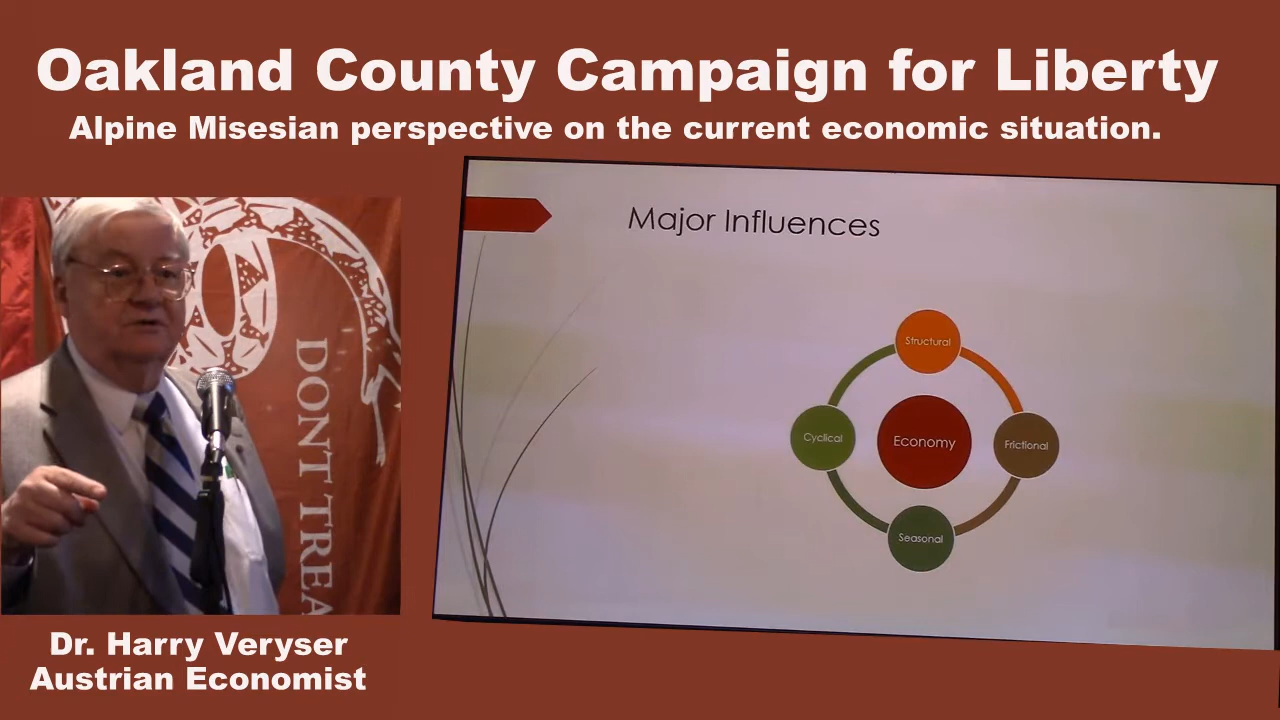 Oakland County Campaign for Liberty
Alpine Misesian perspective on the current economic situation.
Major Influences
Structural
Cyclical
Economy
Frictional
Seasonal
DONT TREA
Dr. Harry Veryser
Austrian Economist